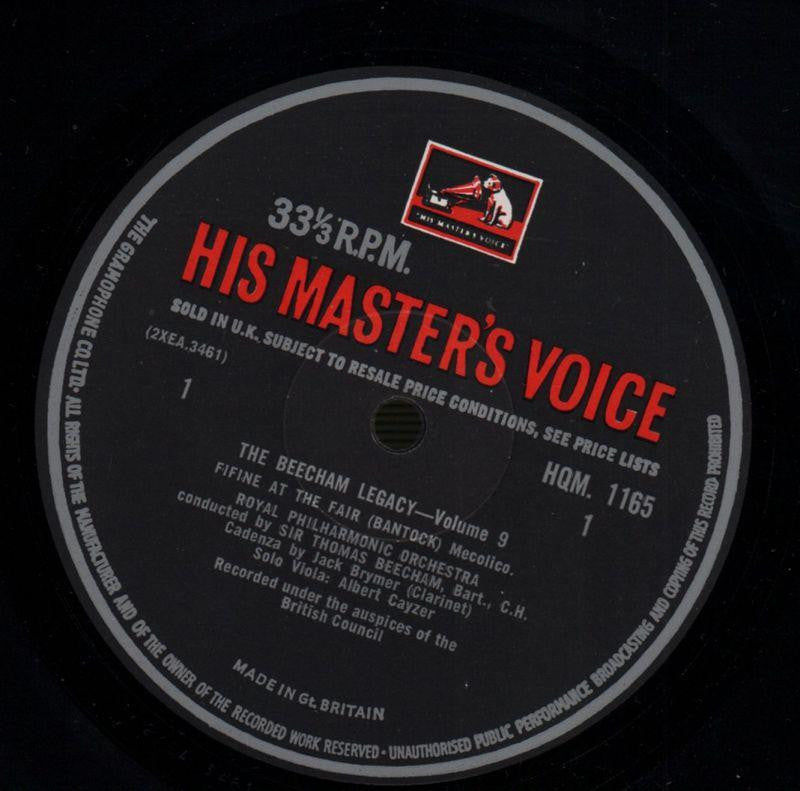 "HIS MASTER'S VOICE"
33⅓ R.P.M.
HIS MASTER'S VOICE
SOLD IN U.K. SUBJECT TO RESALE PRICE CONDITIONS, SEE PRICE LISTS
(2XEA.3461)
1
HQM. 1165
1
THE BEECHAM LEGACY—Volume 9
FIFINE AT THE FAIR (BANTOCK) Mecolico.
ROYAL PHILHARMONIC ORCHESTRA
conducted by SIR THOMAS BEECHAM, Bart., C.H.
Cadenza by Jack Brymer (Clarinet)
Solo Viola: Albert Cayzer
Recorded under the auspices of the
British Council
MADE IN Gt. BRITAIN
THE GRAMOPHONE CO. LTD. · ALL RIGHTS OF THE MANUFACTURER AND OF THE OWNER OF THE RECORDED WORK RESERVED · UNAUTHORISED PUBLIC PERFORMANCE BROADCASTING AND COPYING OF THIS RECORD PROHIBITED